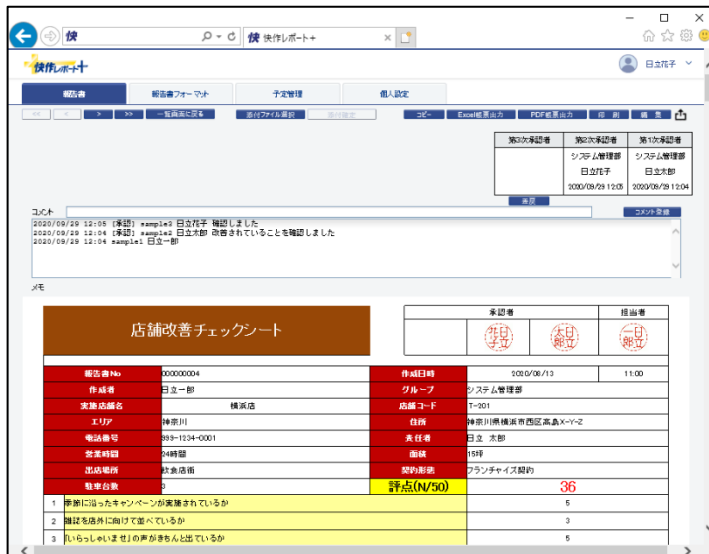 快 快作レポート+
快作レポート+
日立花子
報告書 報告書フォーマット 予定管理 個人設定
<< < > >> 一覧画面に戻る 添付ファイル選択 添付確定 コピー Excel帳票出力 PDF帳票出力 印刷 編集
第3次承認者 第2次承認者 第1次承認者
システム管理部 システム管理部
日立花子 日立太郎
2020/09/29 12:05 2020/09/29 12:04
差戻
コメント コメント登録
2020/09/29 12:05 [承認] sample3 日立花子 確認しました
2020/09/29 12:04 [承認] sample2 日立太郎 改善されていることを確認しました
2020/09/29 12:04 sample1 日立一郎
メモ
店舗改善チェックシート
承認者 担当者
日立花子 日立太郎 日立一郎
報告書No 000000004 作成日時 2020/08/13 11:00
作成者 日立一郎 グループ システム管理部
実施店舗名 横浜店 店舗コード T-201
エリア 神奈川 住所 神奈川県横浜市西区高島X-Y-Z
電話番号 999-1234-0001 責任者 日立 太郎
営業時間 24時間 面積 15坪
出店場所 飲食店街 契約形態 フランチャイズ契約
駐車台数 3 評点(N/50) 36
1 季節に沿ったキャンペーンが実施されているか 5
2 雑誌を店外に向けて並べているか 3
3 「いらっしゃいませ」の声がきちんと出ているか 5